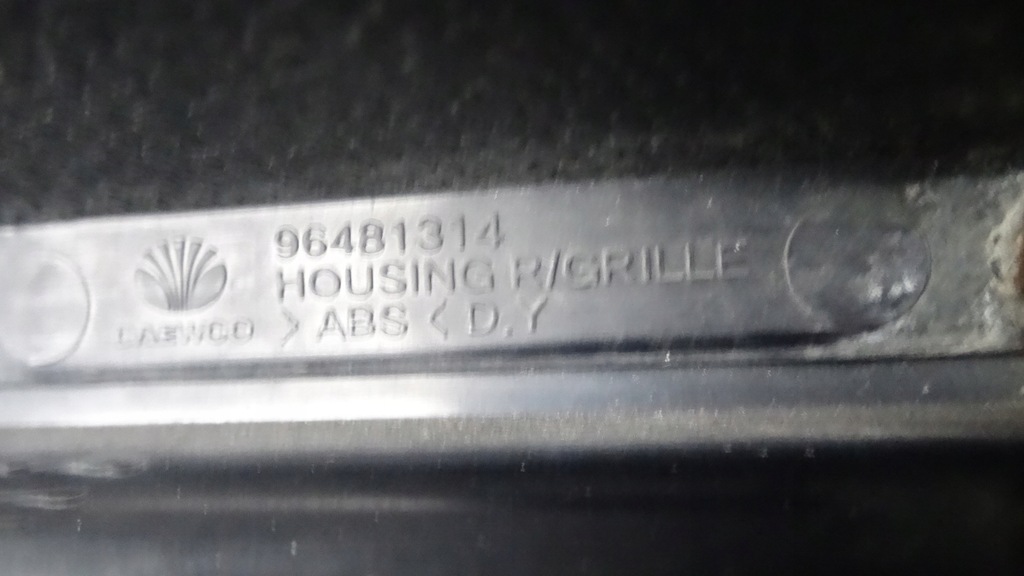 96481314
HOUSING R/GRILLE
DAEWOO >ABS< D.Y